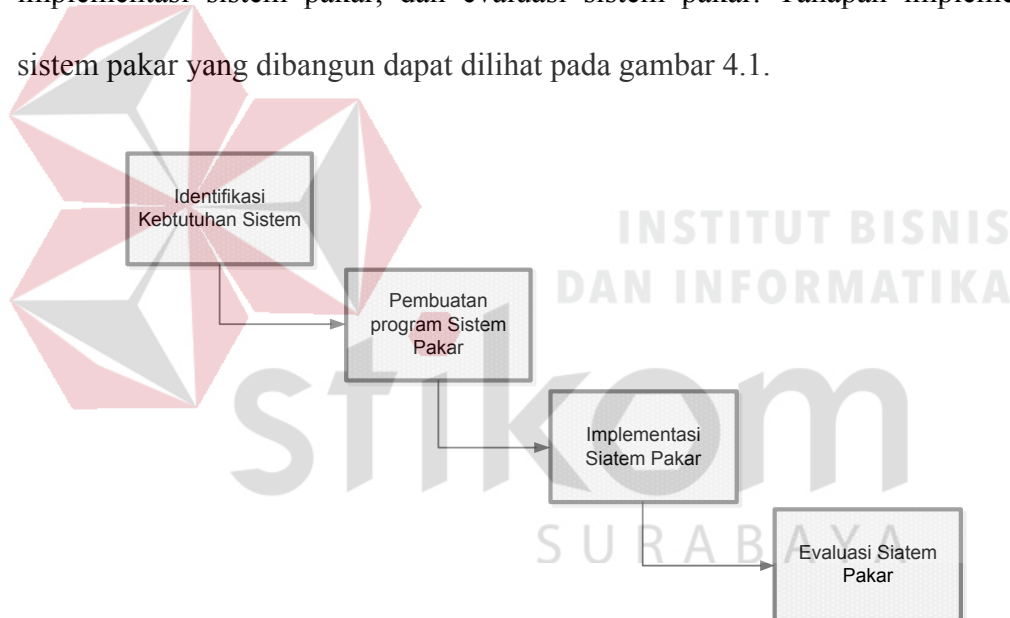 implementasi sistem pakar, dan evaluasi sistem pakar. Tahapan impleme
sistem pakar yang dibangun dapat dilihat pada gambar 4.1.
Identifikasi
Kebtutuhan Sistem
INSTITUT BISNIS
DAN INFORMATIKA
Pembuatan
program Sistem
Pakar
stikom
Implementasi
Siatem Pakar
SURABAYA
Evaluasi Siatem
Pakar